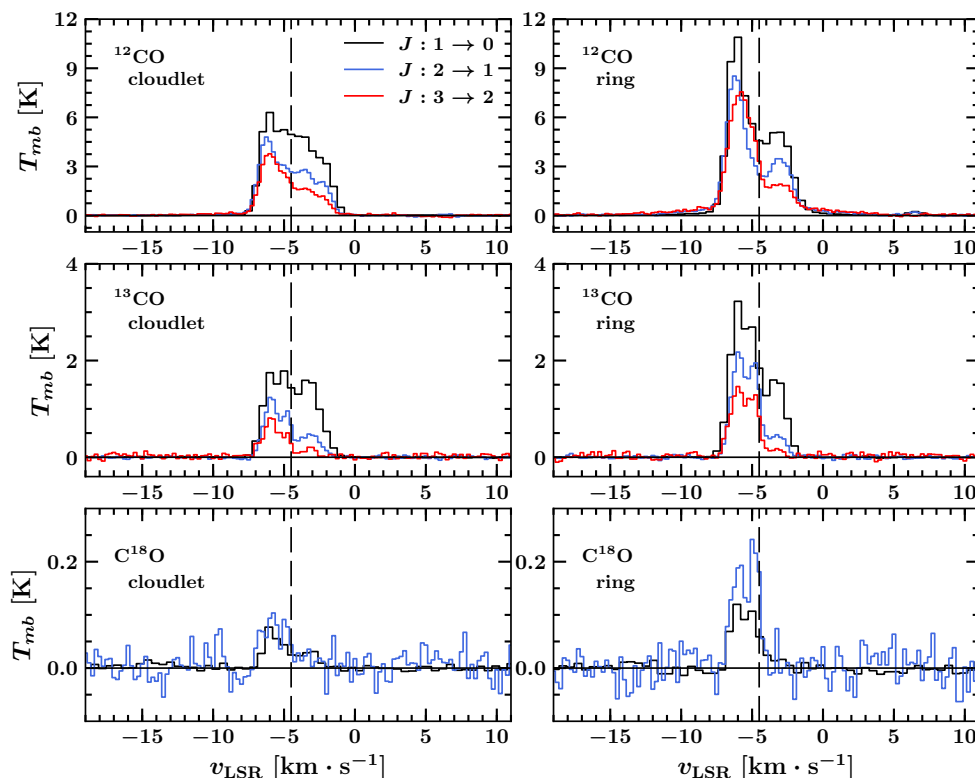 12
9
6
3
0
T_mb [K]
¹²CO
cloudlet
J : 1 → 0
J : 2 → 1
J : 3 → 2
−15 −10 −5 0 5 10
12
9
6
3
0
T_mb [K]
¹²CO
ring
−15 −10 −5 0 5 10
4
2
0
T_mb [K]
¹³CO
cloudlet
−15 −10 −5 0 5 10
4
2
0
T_mb [K]
¹³CO
ring
−15 −10 −5 0 5 10
0.2
0.0
T_mb [K]
C¹⁸O
cloudlet
−15 −10 −5 0 5 10
v_LSR [km · s⁻¹]
0.2
0.0
T_mb [K]
C¹⁸O
ring
−15 −10 −5 0 5 10
v_LSR [km · s⁻¹]